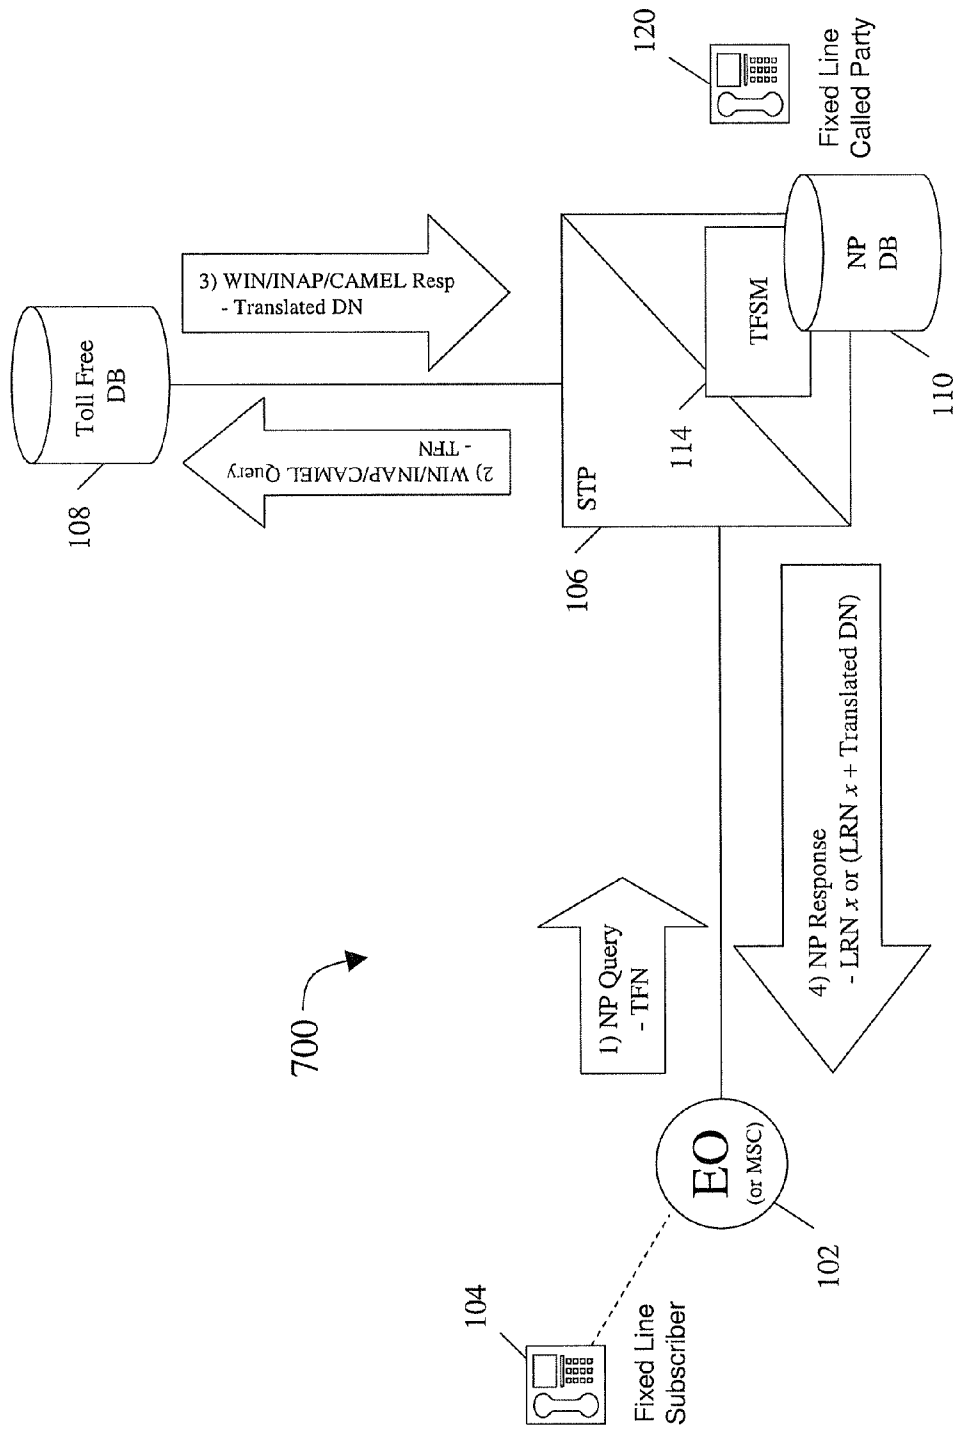 700
104
Fixed Line
Subscriber
EO
(or MSC)
102
1) NP Query
- TFN
4) NP Response
- LRN x or (LRN x + Translated DN)
106
STP
114
TFSM
NP
DB
110
108
Toll Free
DB
2) WIN/INAP/CAMEL Query
- TFN
3) WIN/INAP/CAMEL Resp
- Translated DN
120
Fixed Line
Called Party